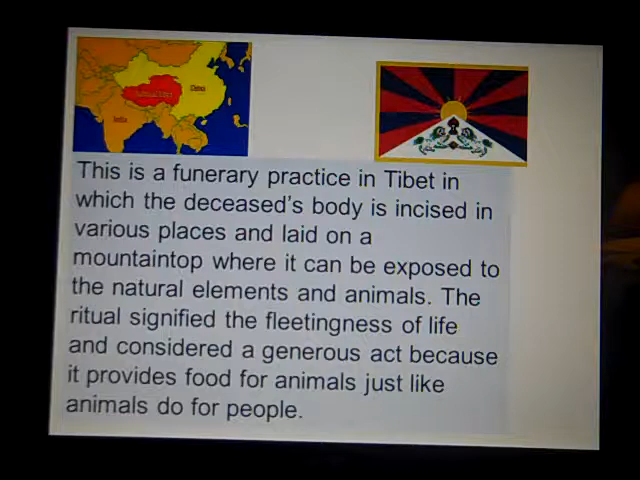 China
India
This is a funerary practice in Tibet in
which the deceased's body is incised in
various places and laid on a
mountaintop where it can be exposed to
the natural elements and animals. The
ritual signified the fleetingness of life
and considered a generous act because
it provides food for animals just like
animals do for people.